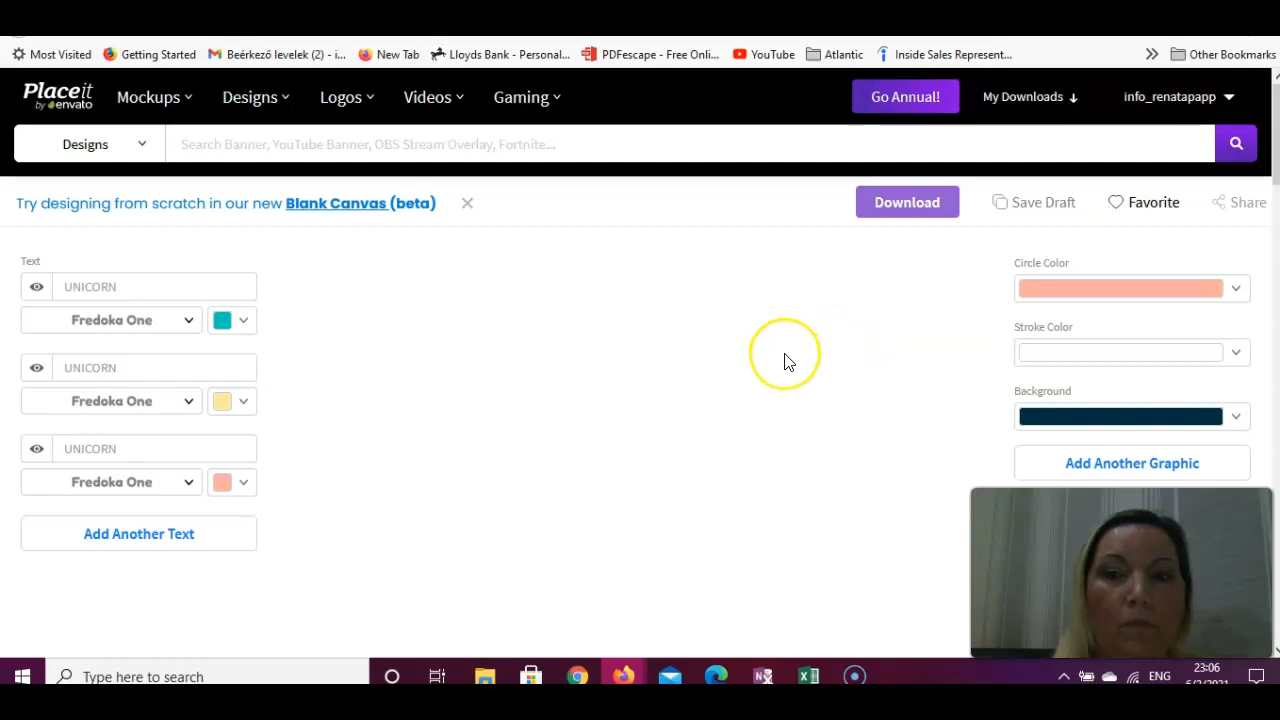 Most Visited Getting Started Beérkező levelek (2) - i... New Tab Lloyds Bank - Personal... PDFescape - Free Onli... YouTube Atlantic Inside Sales Represent... Other Bookmarks
Placeit by envato Mockups Designs Logos Videos Gaming Go Annual! My Downloads info_renatapapp
Designs Search Banner, YouTube Banner, OBS Stream Overlay, Fortnite...
Try designing from scratch in our new Blank Canvas (beta) Download Save Draft Favorite Share
Text
UNICORN
Fredoka One
UNICORN
Fredoka One
UNICORN
Fredoka One
Add Another Text
Circle Color
Stroke Color
Background
Add Another Graphic
Type here to search ENG 23:06